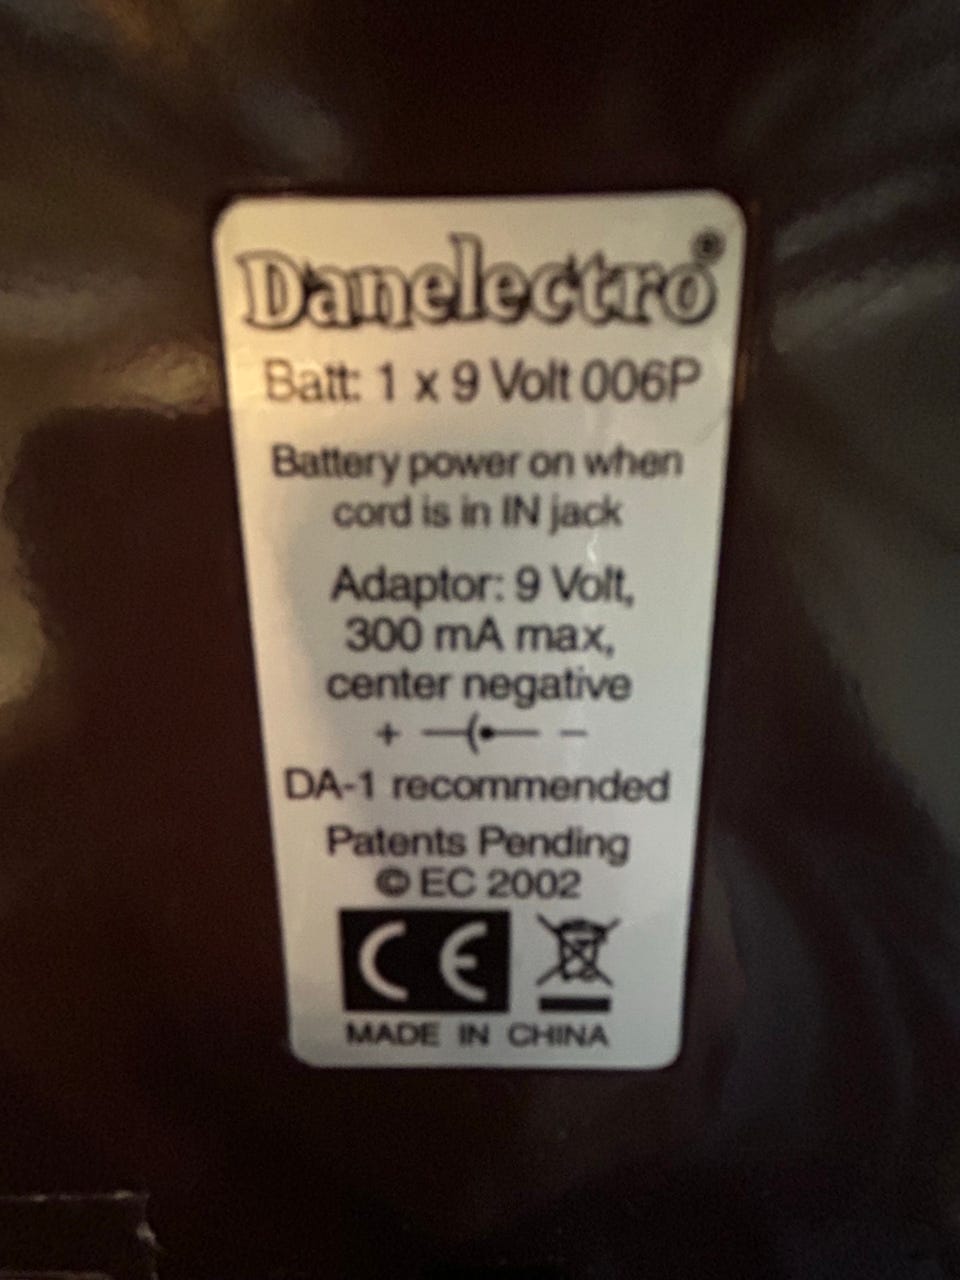 Danelectro®
Batt: 1 x 9 Volt 006P
Battery power on when
cord is in IN jack
Adaptor: 9 Volt,
300 mA max,
center negative
+ −
DA-1 recommended
Patents Pending
© EC 2002
CE
MADE IN CHINA